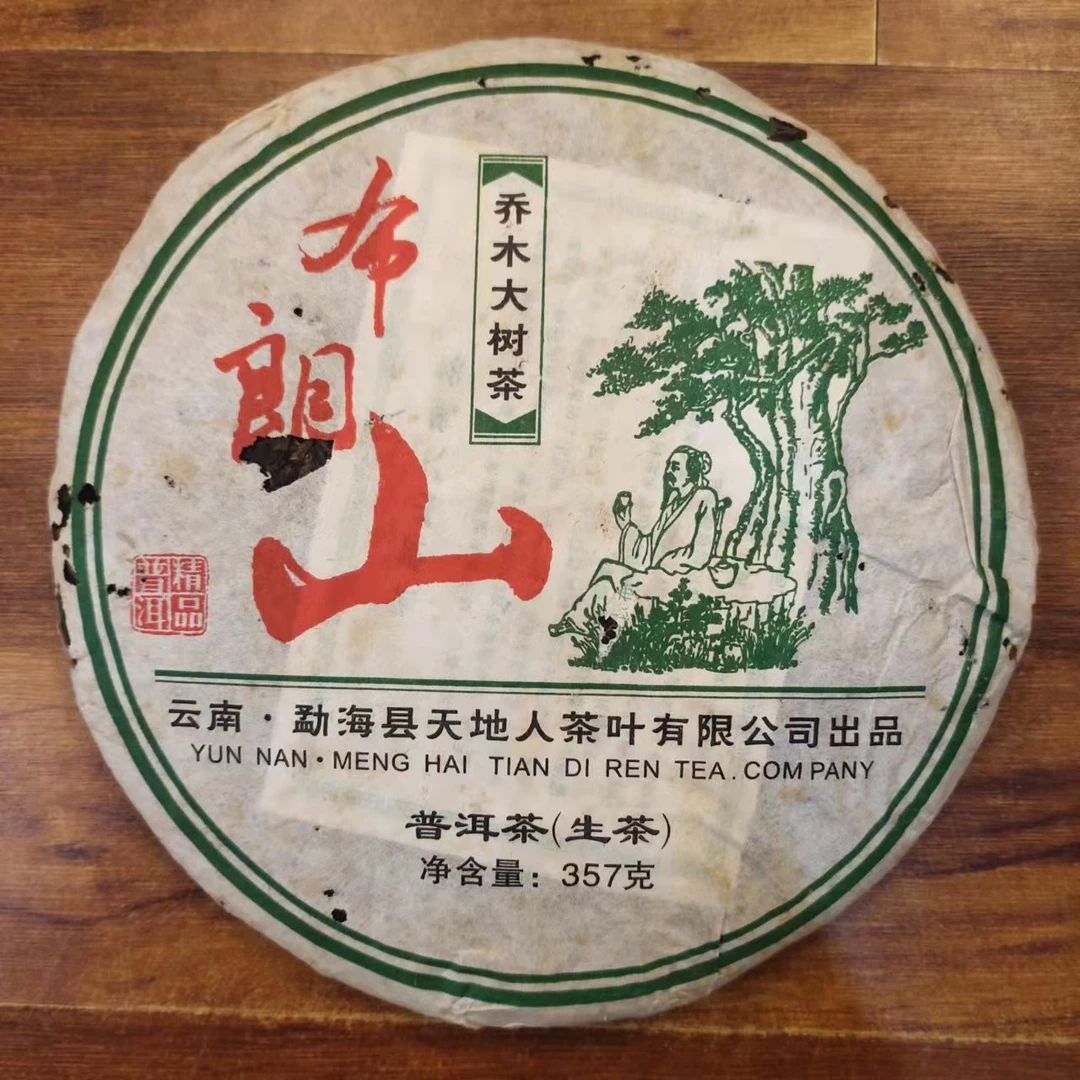 布朗山
乔木大树茶
精品
普洱
云南·勐海县天地人茶叶有限公司出品
YUN NAN·MENG HAI TIAN DI REN TEA.COMPANY
普洱茶(生茶)
净含量：357克